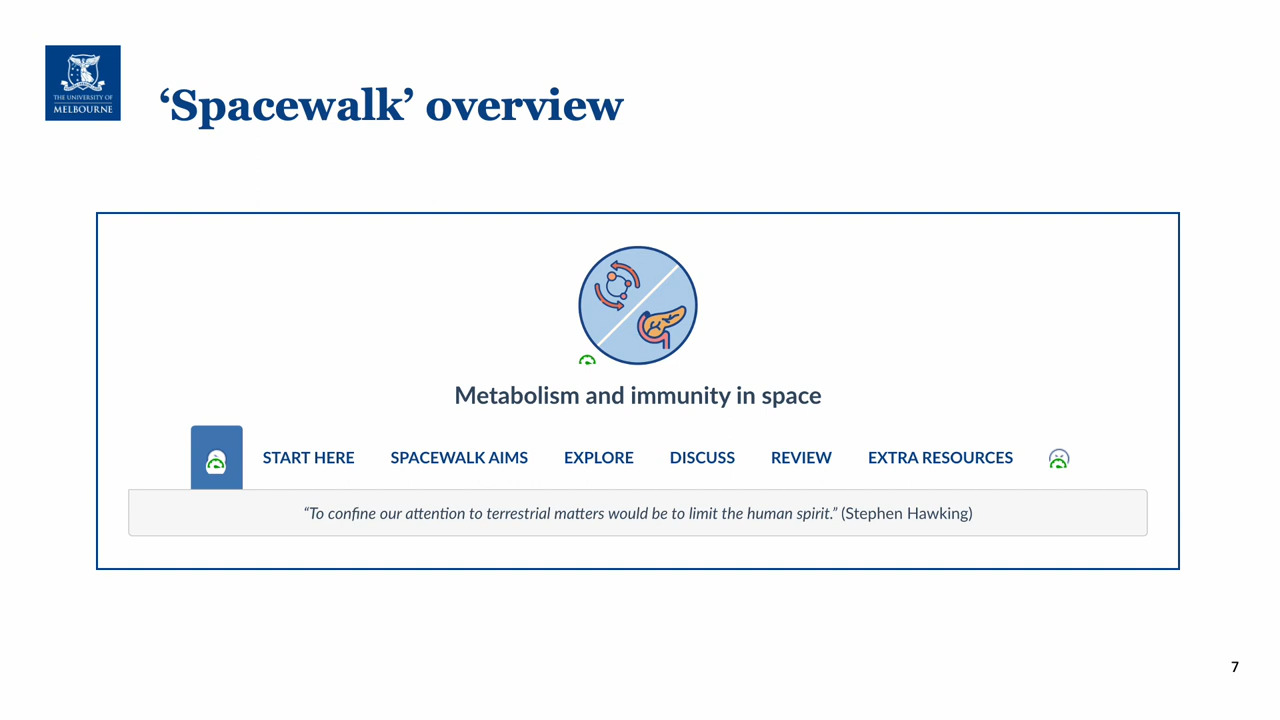 THE UNIVERSITY OF
MELBOURNE
‘Spacewalk’ overview
Metabolism and immunity in space
START HERE SPACEWALK AIMS EXPLORE DISCUSS REVIEW EXTRA RESOURCES
“To confine our attention to terrestrial matters would be to limit the human spirit.” (Stephen Hawking)
7